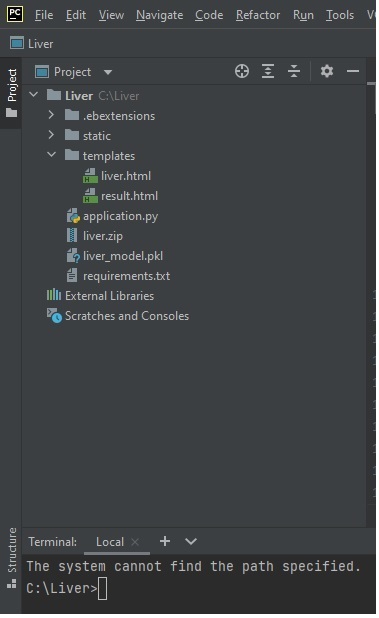 PC File Edit View Navigate Code Refactor Run Tools
Liver
Project
Project
Liver C:\Liver
.ebextensions
static
templates
liver.html
result.html
application.py
liver.zip
liver_model.pkl
requirements.txt
External Libraries
Scratches and Consoles
Structure
Terminal: Local
The system cannot find the path specified.
C:\Liver>